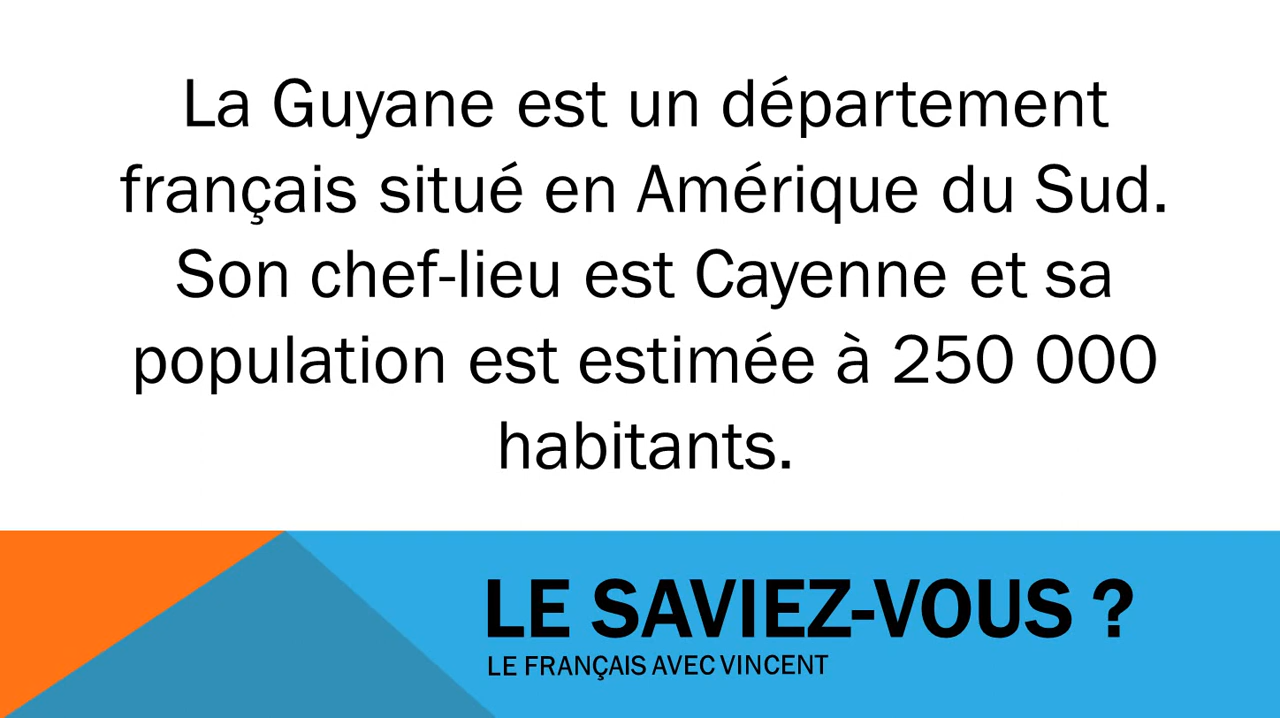 La Guyane est un département
français situé en Amérique du Sud.
Son chef-lieu est Cayenne et sa
population est estimée à 250 000
habitants.
LE SAVIEZ-VOUS ?
LE FRANÇAIS AVEC VINCENT